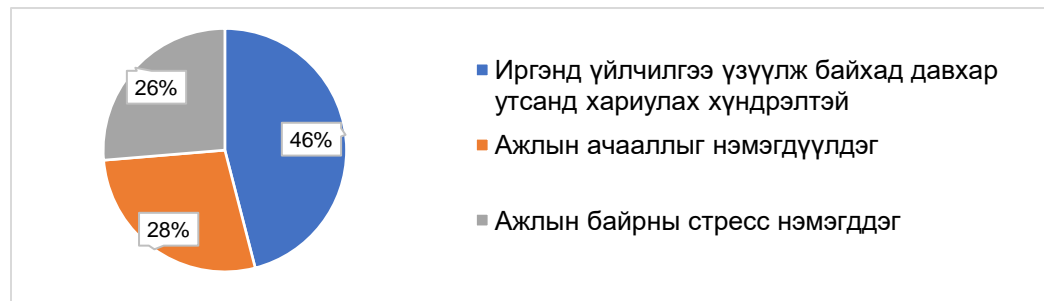 26%
46%
28%
Иргэнд үйлчилгээ үзүүлж байхад давхар
утсанд хариулах хүндрэлтэй
Ажлын ачааллыг нэмэгдүүлдэг
Ажлын байрны стресс нэмэгддэг